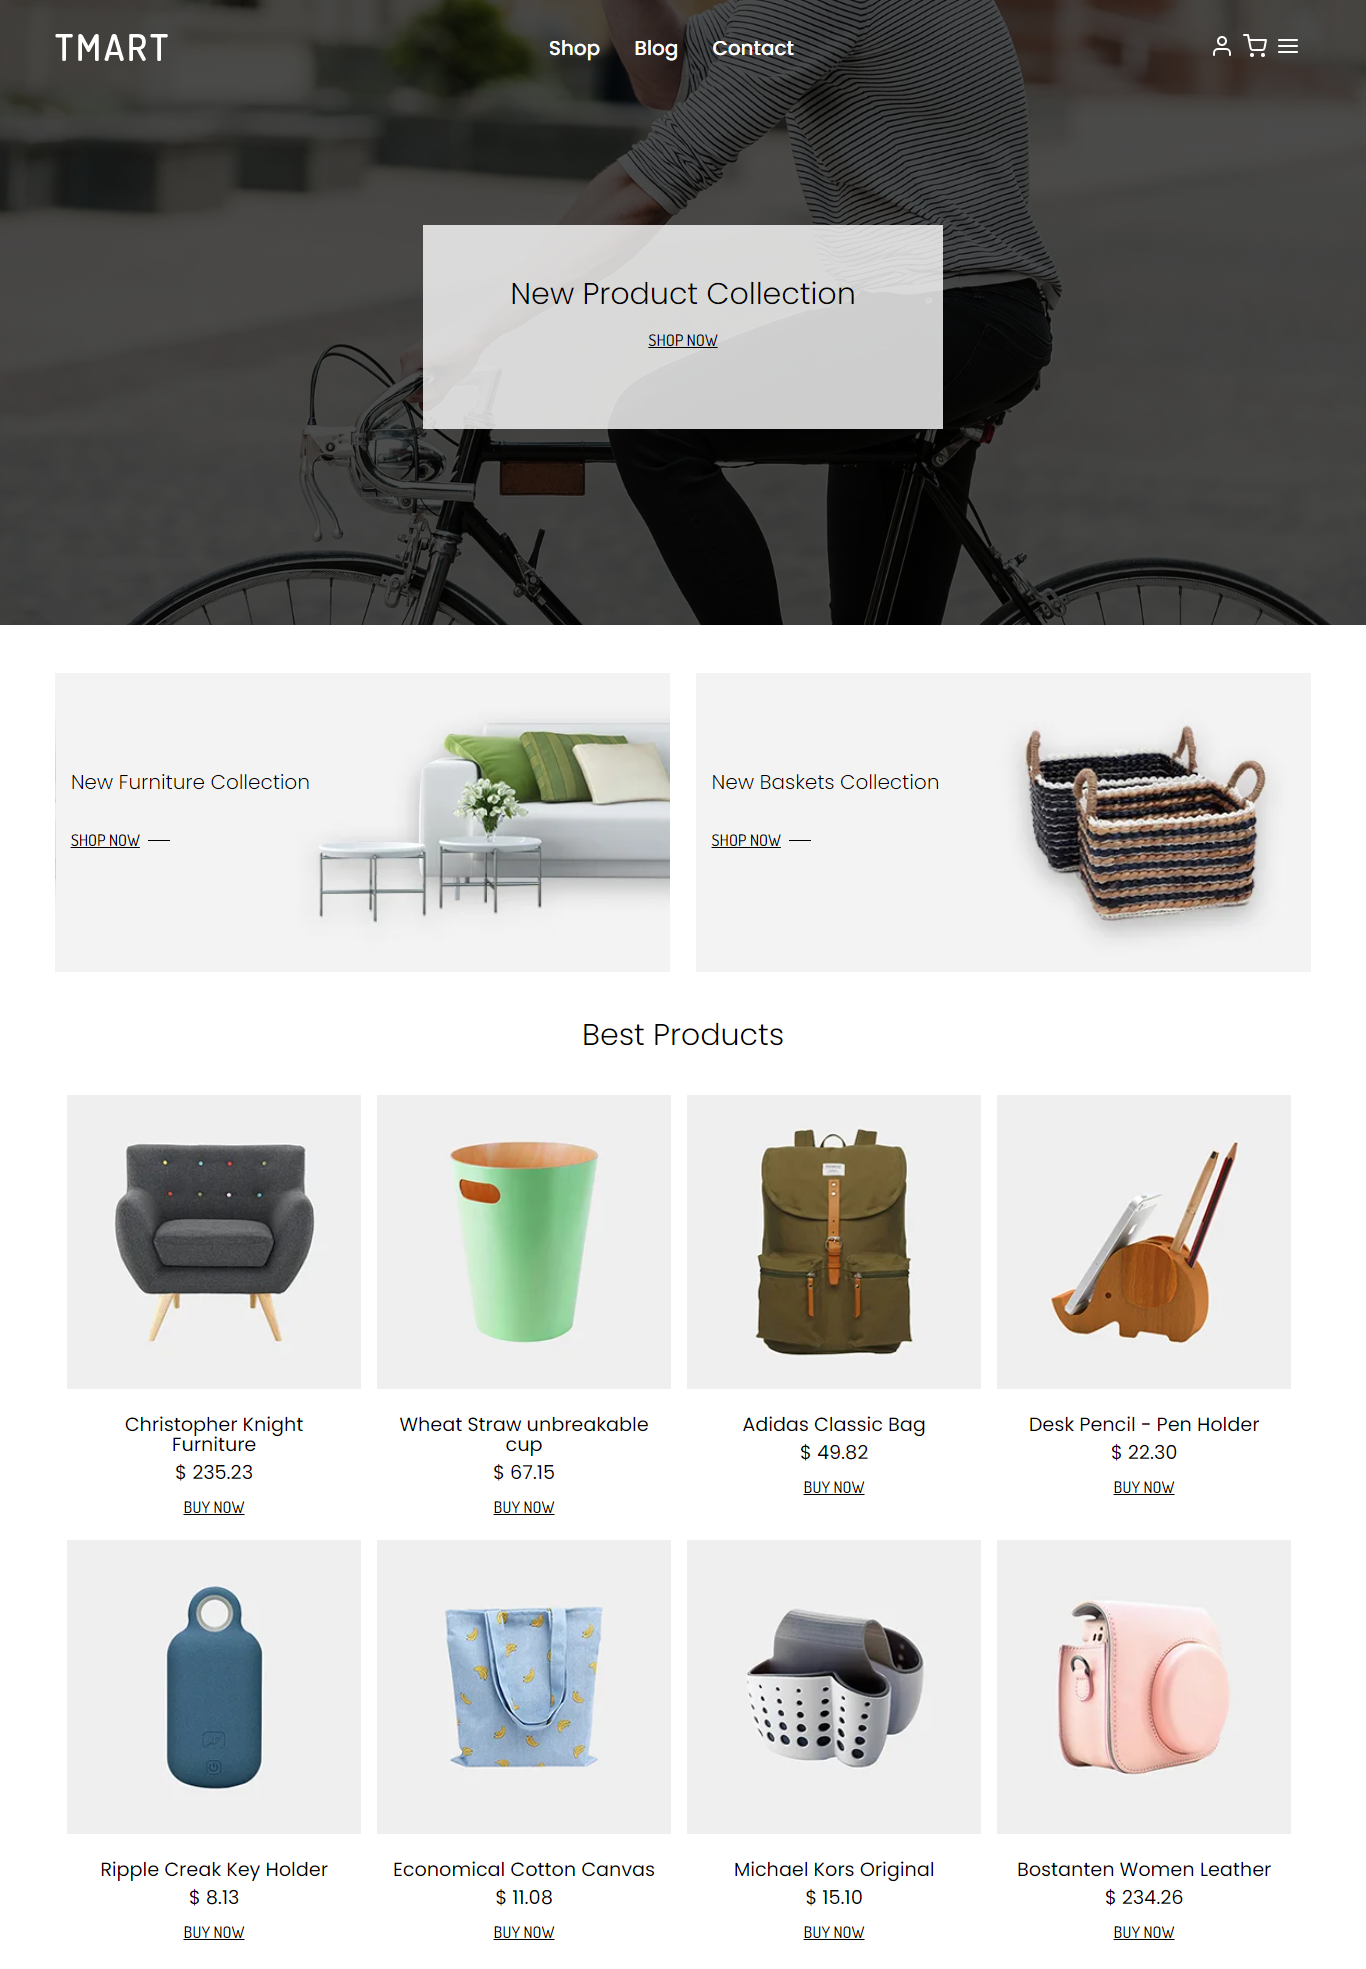 TMART
Shop Blog Contact
New Product Collection
SHOP NOW
New Furniture Collection
SHOP NOW
New Baskets Collection
SHOP NOW
Best Products
Christopher Knight
Furniture
$ 235.23
BUY NOW
Wheat Straw unbreakable
cup
$ 67.15
BUY NOW
Adidas Classic Bag
$ 49.82
BUY NOW
Desk Pencil - Pen Holder
$ 22.30
BUY NOW
Ripple Creak Key Holder
$ 8.13
BUY NOW
Economical Cotton Canvas
$ 11.08
BUY NOW
Michael Kors Original
$ 15.10
BUY NOW
Bostanten Women Leather
$ 234.26
BUY NOW